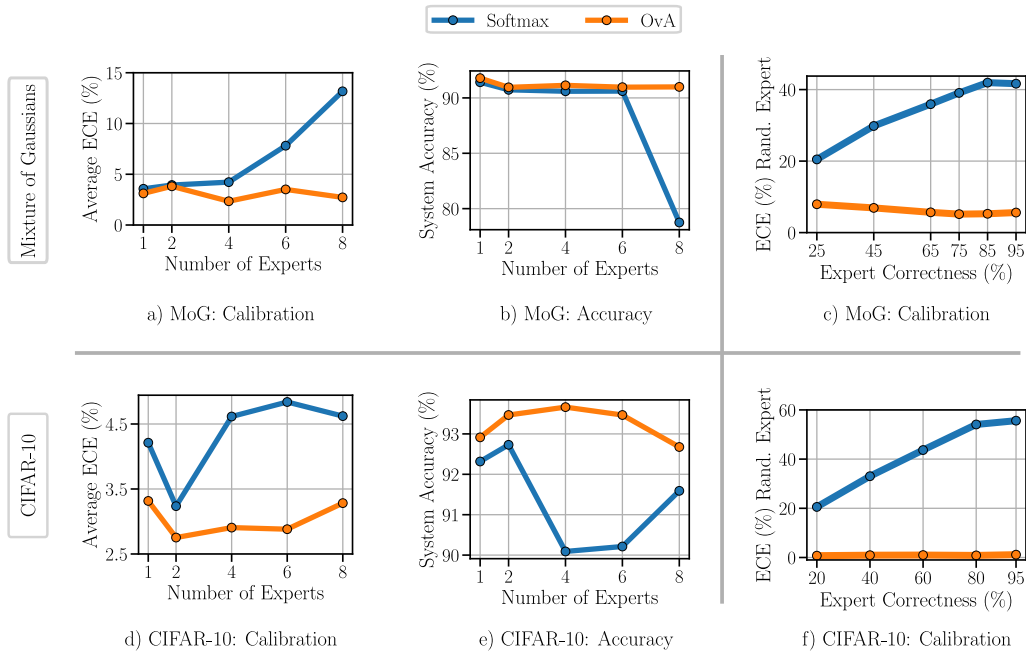 Softmax OvA
Mixture of Gaussians
Average ECE (%)
15
10
5
0
1 2 4 6 8
Number of Experts
a) MoG: Calibration
System Accuracy (%)
90
85
80
1 2 4 6 8
Number of Experts
b) MoG: Accuracy
ECE (%) Rand. Expert
40
20
0
25 45 65 75 85 95
Expert Correctness (%)
c) MoG: Calibration
CIFAR-10
Average ECE (%)
4.5
3.5
2.5
1 2 4 6 8
Number of Experts
d) CIFAR-10: Calibration
System Accuracy (%)
93
92
91
90
1 2 4 6 8
Number of Experts
e) CIFAR-10: Accuracy
ECE (%) Rand. Expert
60
40
20
0
20 40 60 80 95
Expert Correctness (%)
f) CIFAR-10: Calibration